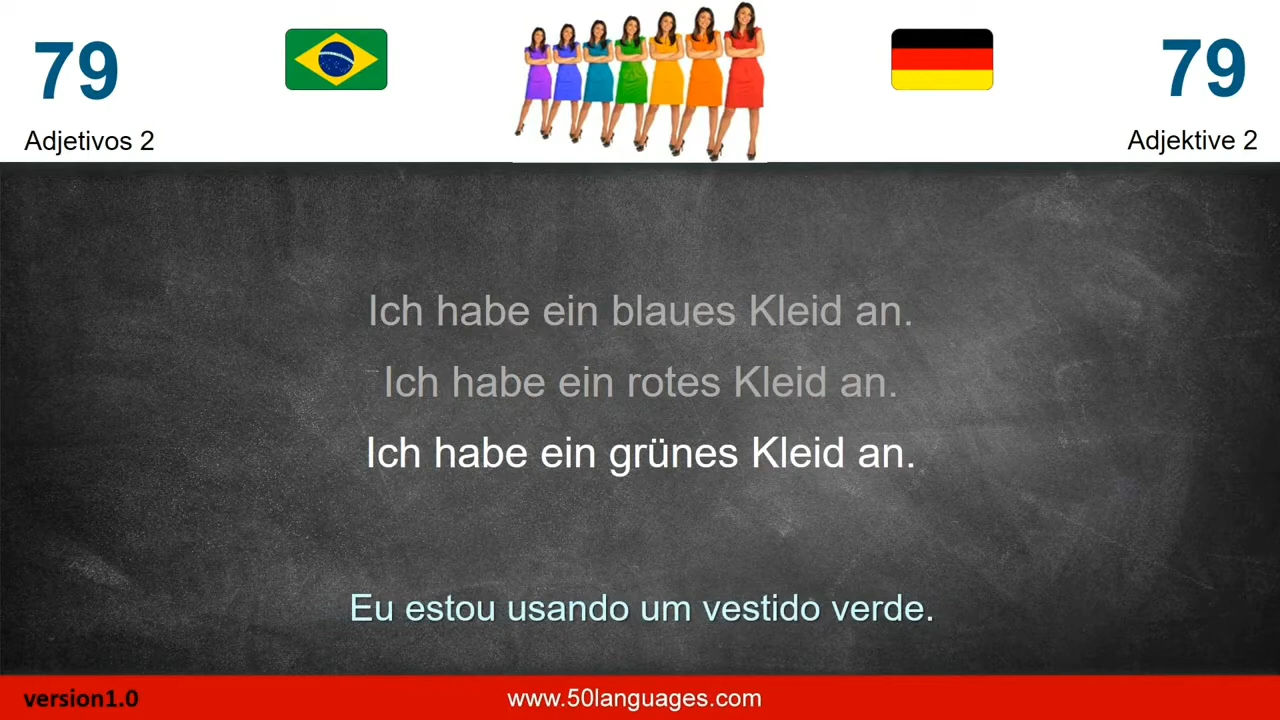 79
79
Adjetivos 2
Adjektive 2
Ich habe ein blaues Kleid an.
Ich habe ein rotes Kleid an.
Ich habe ein grünes Kleid an.
Eu estou usando um vestido verde.
version1.0
www.50languages.com